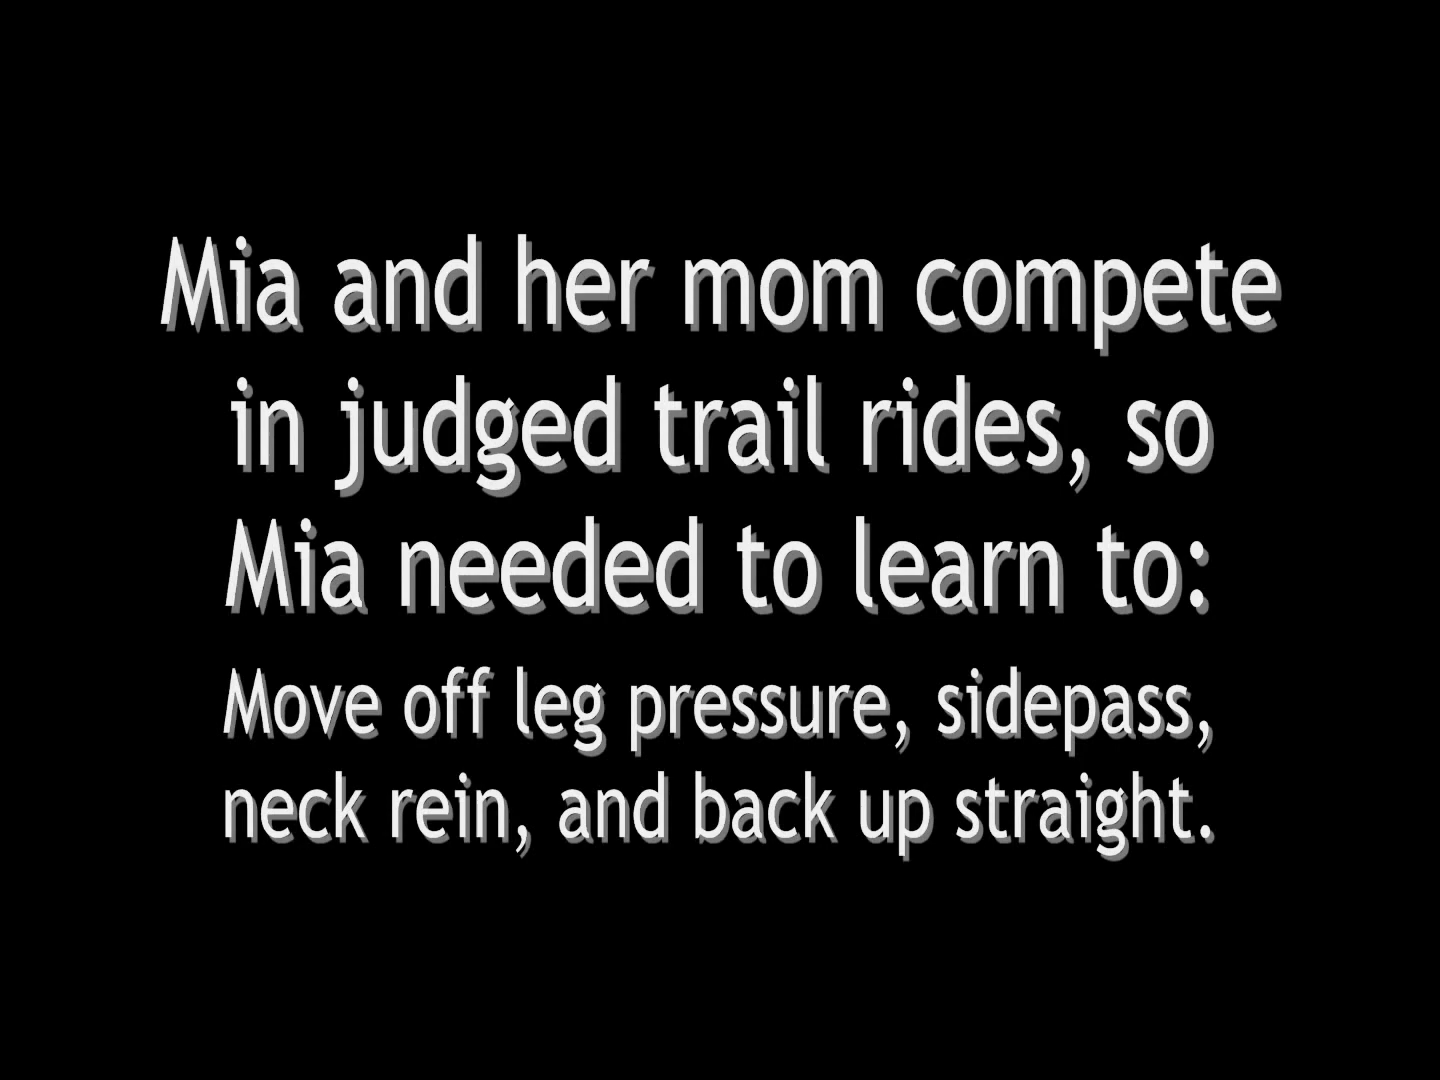 Mia and her mom compete
in judged trail rides, so
Mia needed to learn to:
Move off leg pressure, sidepass,
neck rein, and back up straight.